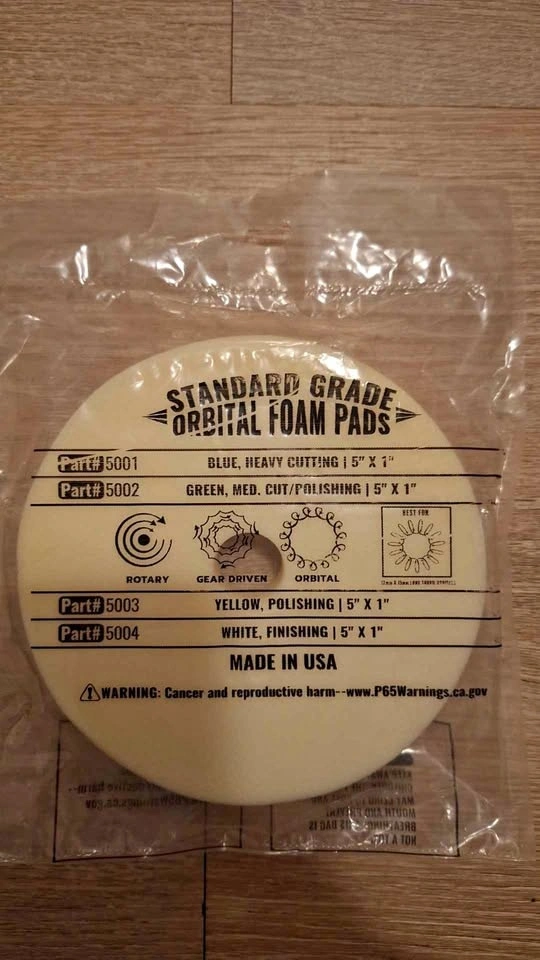 STANDARD GRADE
ORBITAL FOAM PADS
Part# 5001 BLUE, HEAVY CUTTING | 5" X 1"
Part# 5002 GREEN, MED. CUT/POLISHING | 5" X 1"
BEST FOR
ROTARY GEAR DRIVEN ORBITAL
Part# 5003 YELLOW, POLISHING | 5" X 1"
Part# 5004 WHITE, FINISHING | 5" X 1"
MADE IN USA
WARNING: Cancer and reproductive harm--www.P65Warnings.ca.gov